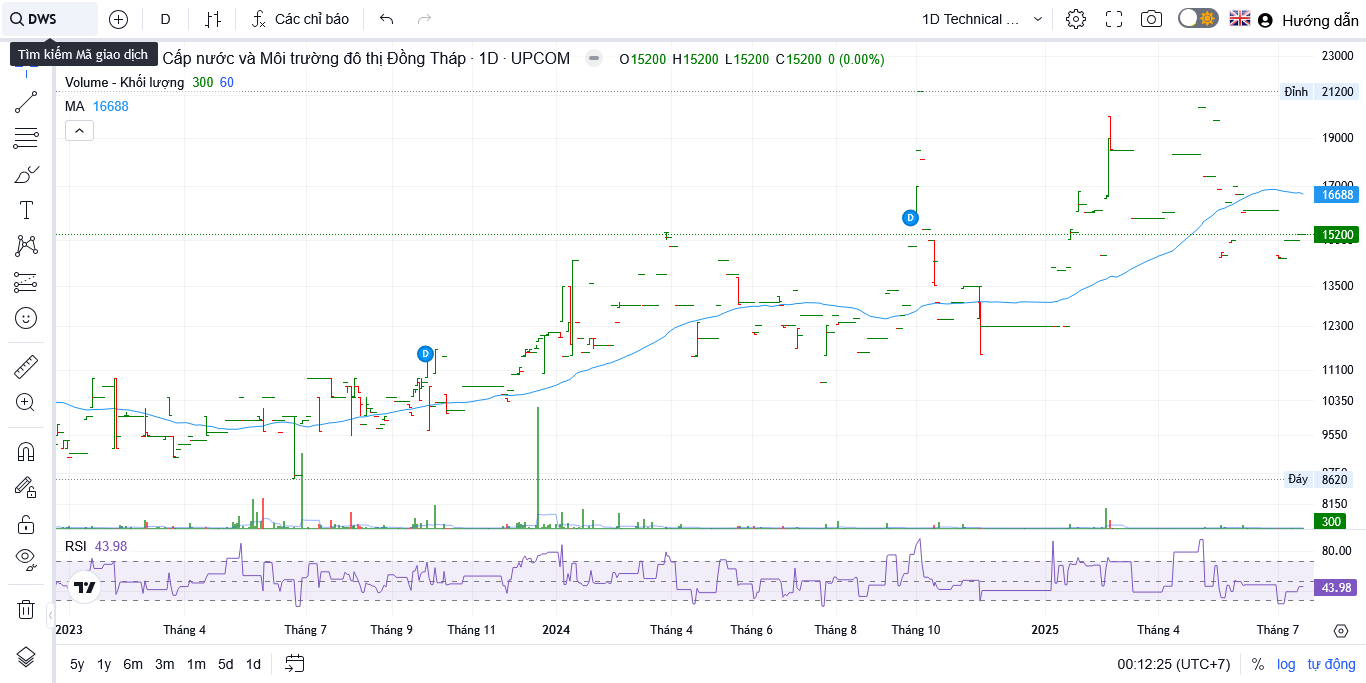 DWS
D
Các chỉ báo
1D Technical ...
Hướng dẫn
Tìm kiếm Mã giao dịch
Cấp nước và Môi trường đô thị Đồng Tháp · 1D · UPCOM
O15200 H15200 L15200 C15200 0 (0.00%)
Volume - Khối lượng 300 60
MA 16688
23000
Đỉnh 21200
19000
17000
16688
15200
13500
12300
11100
10350
9550
Đáy 8620
8150
300
D
D
RSI 43.98
80.00
43.98
2023 Tháng 4 Tháng 7 Tháng 9 Tháng 11 2024 Tháng 4 Tháng 6 Tháng 8 Tháng 10 2025 Tháng 4 Tháng 7
5y 1y 6m 3m 1m 5d 1d
00:12:25 (UTC+7) % log tự động